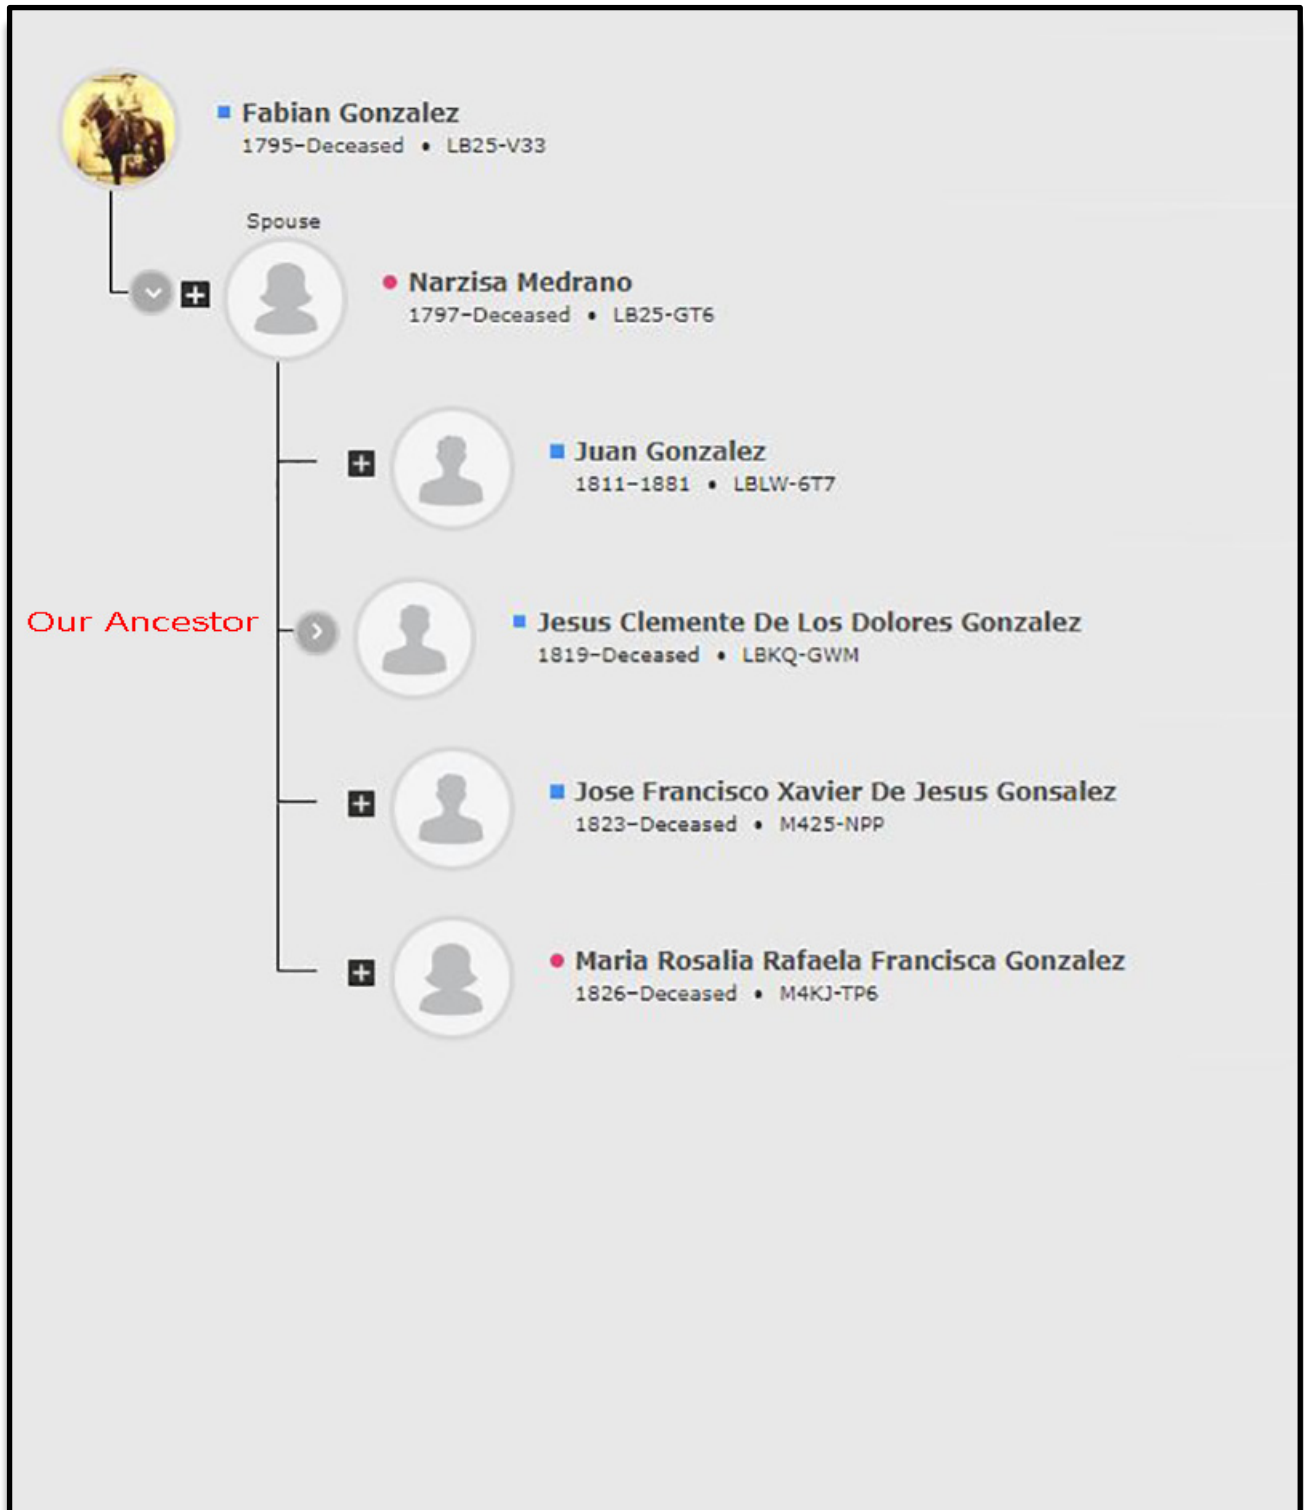 Fabian Gonzalez
1795–Deceased • LB25-V33
Spouse
Narzisa Medrano
1797–Deceased • LB25-GT6
Juan Gonzalez
1811–1881 • LBLW-6T7
Our Ancestor
Jesus Clemente De Los Dolores Gonzalez
1819–Deceased • LBKQ-GWM
Jose Francisco Xavier De Jesus Gonsalez
1823–Deceased • M425-NPP
Maria Rosalia Rafaela Francisca Gonzalez
1826–Deceased • M4KJ-TP6